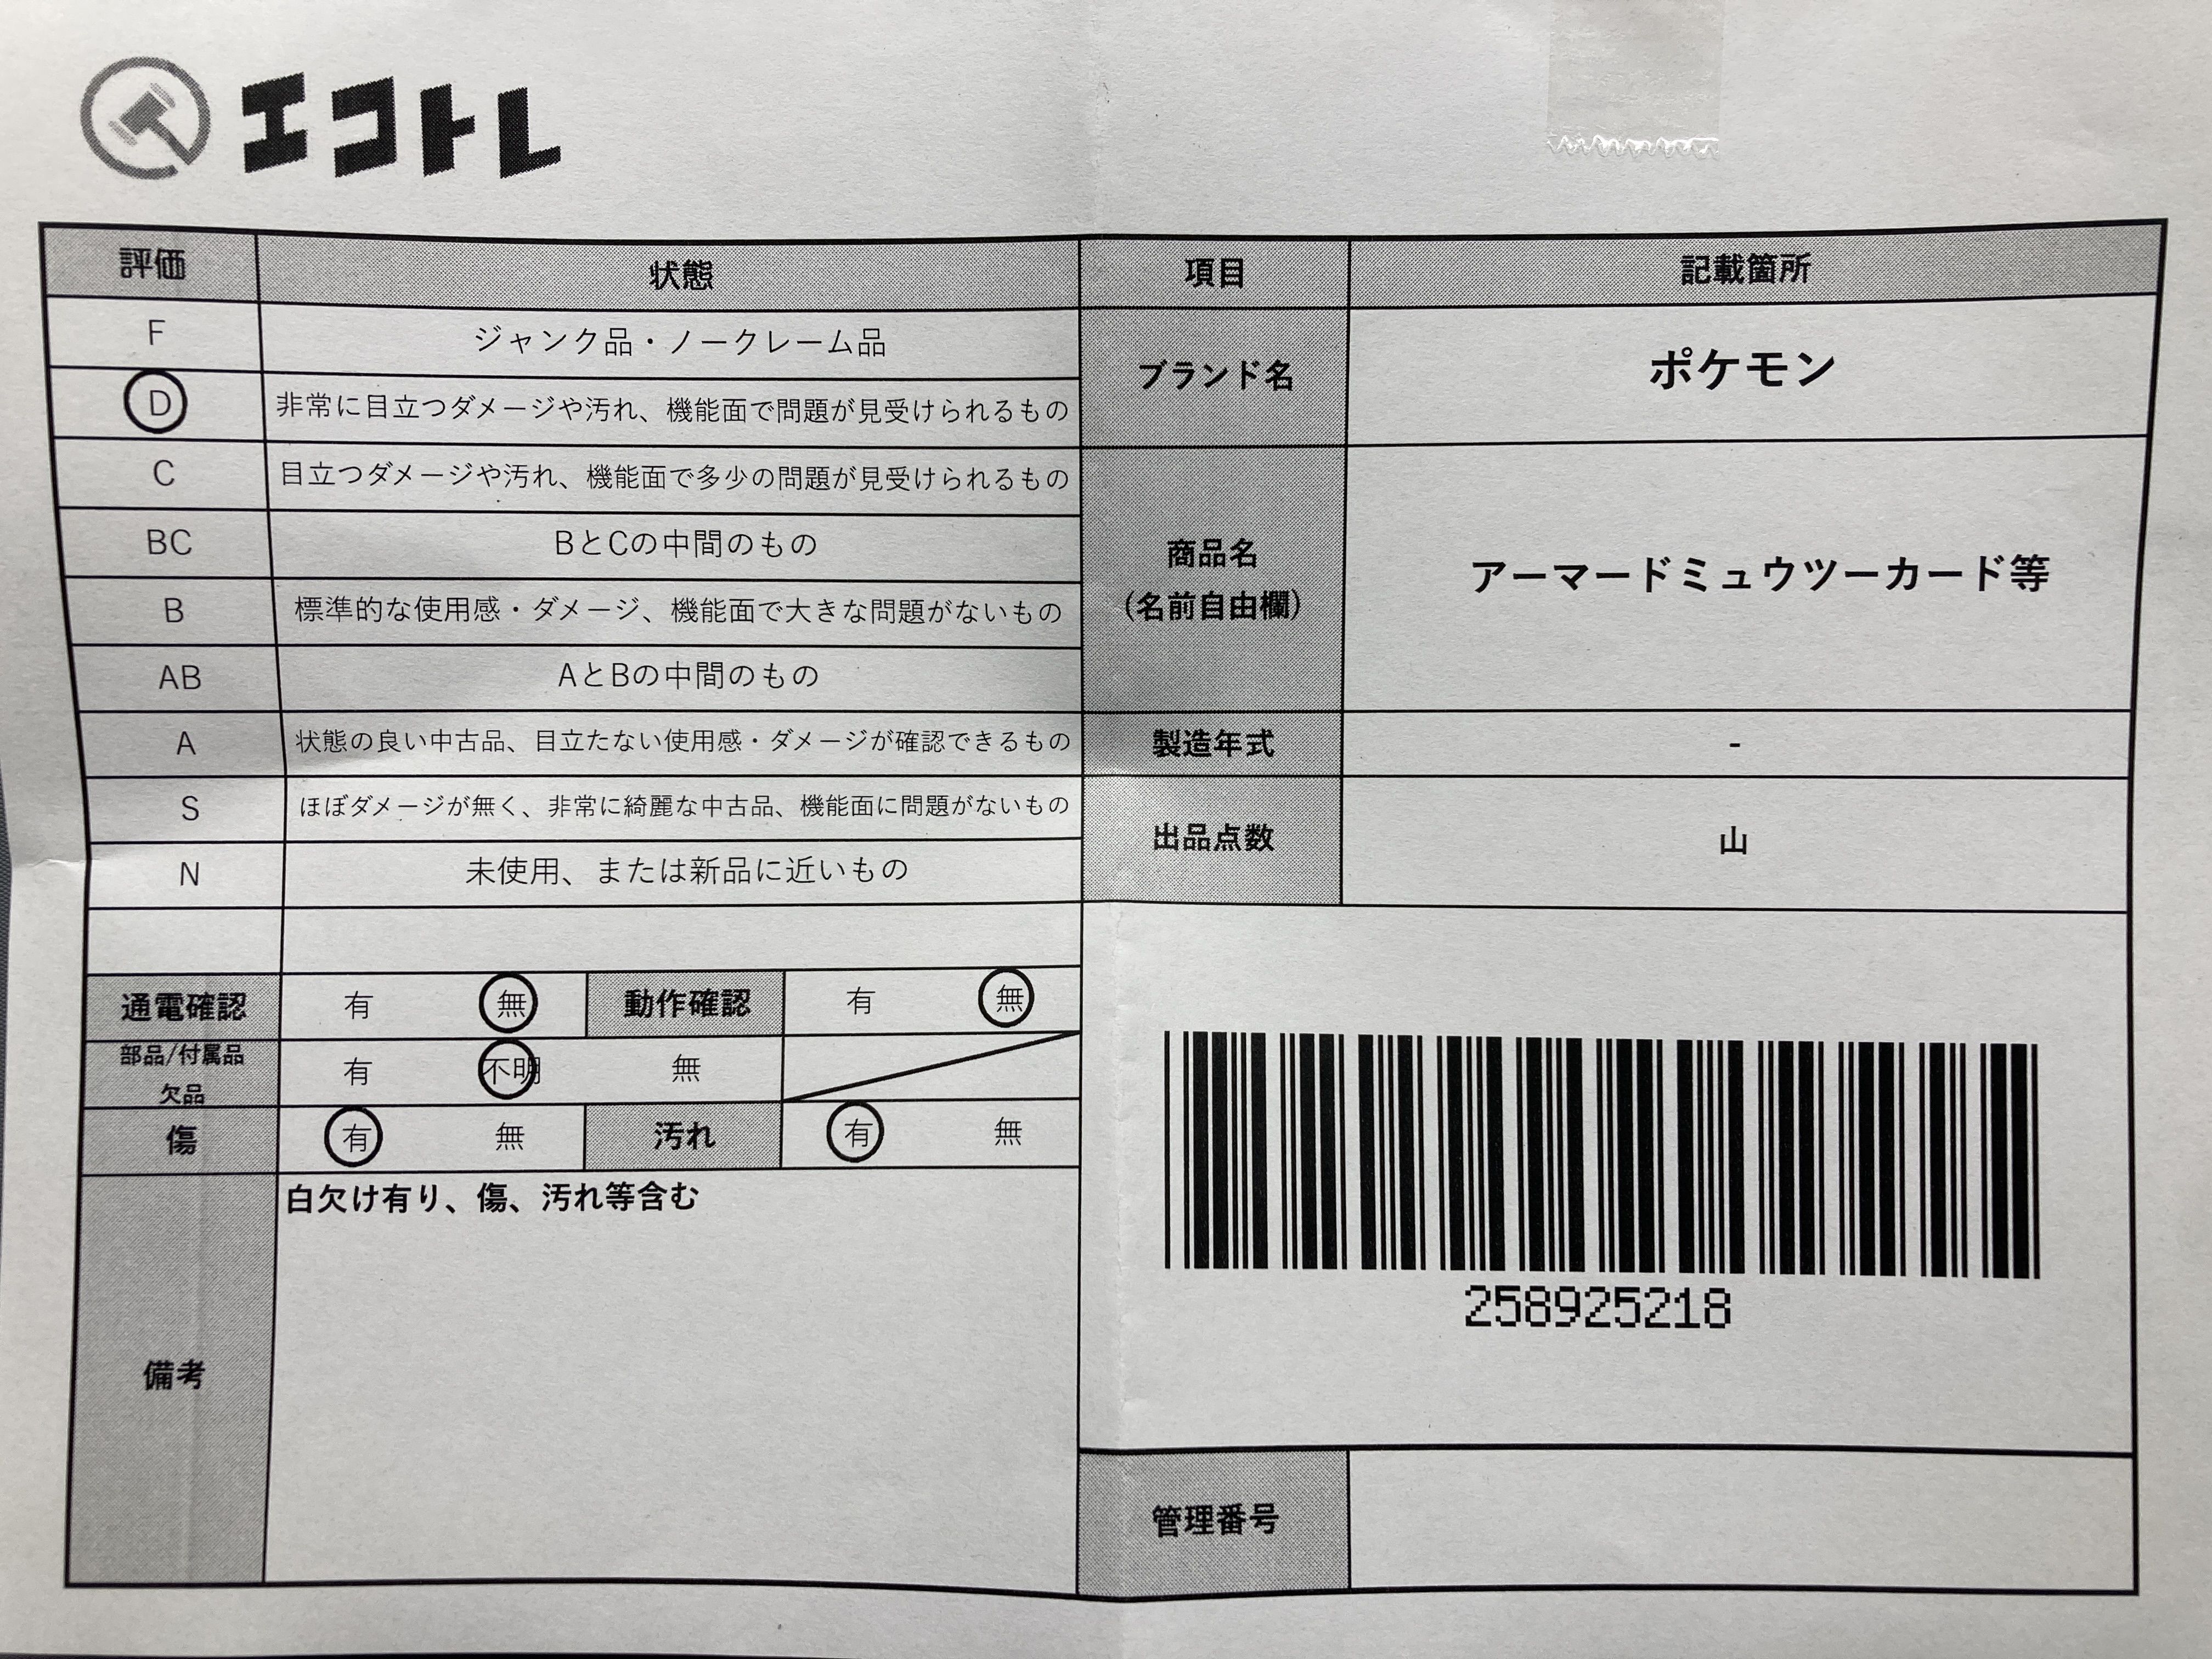 エコトレ
評価 状態 項目 記載箇所
F ジャンク品・ノークレーム品
D 非常に目立つダメージや汚れ、機能面で問題が見受けられるもの
ブランド名 ポケモン
C 目立つダメージや汚れ、機能面で多少の問題が見受けられるもの
BC BとCの中間のもの
B 標準的な使用感・ダメージ、機能面で大きな問題がないもの
AB AとBの中間のもの
商品名
(名前自由欄)
アーマードミュウツーカード等
A 状態の良い中古品、目立たない使用感・ダメージが確認できるもの
製造年式 -
S ほぼダメージが無く、非常に綺麗な中古品、機能面に問題がないもの
N 未使用、または新品に近いもの
出品点数 山
通電確認 有 無 動作確認 有 無
部品/付属品
欠品
有 不明 無
傷 有 無 汚れ 有 無
備考 白欠け有り、傷、汚れ等含む
258925218
管理番号